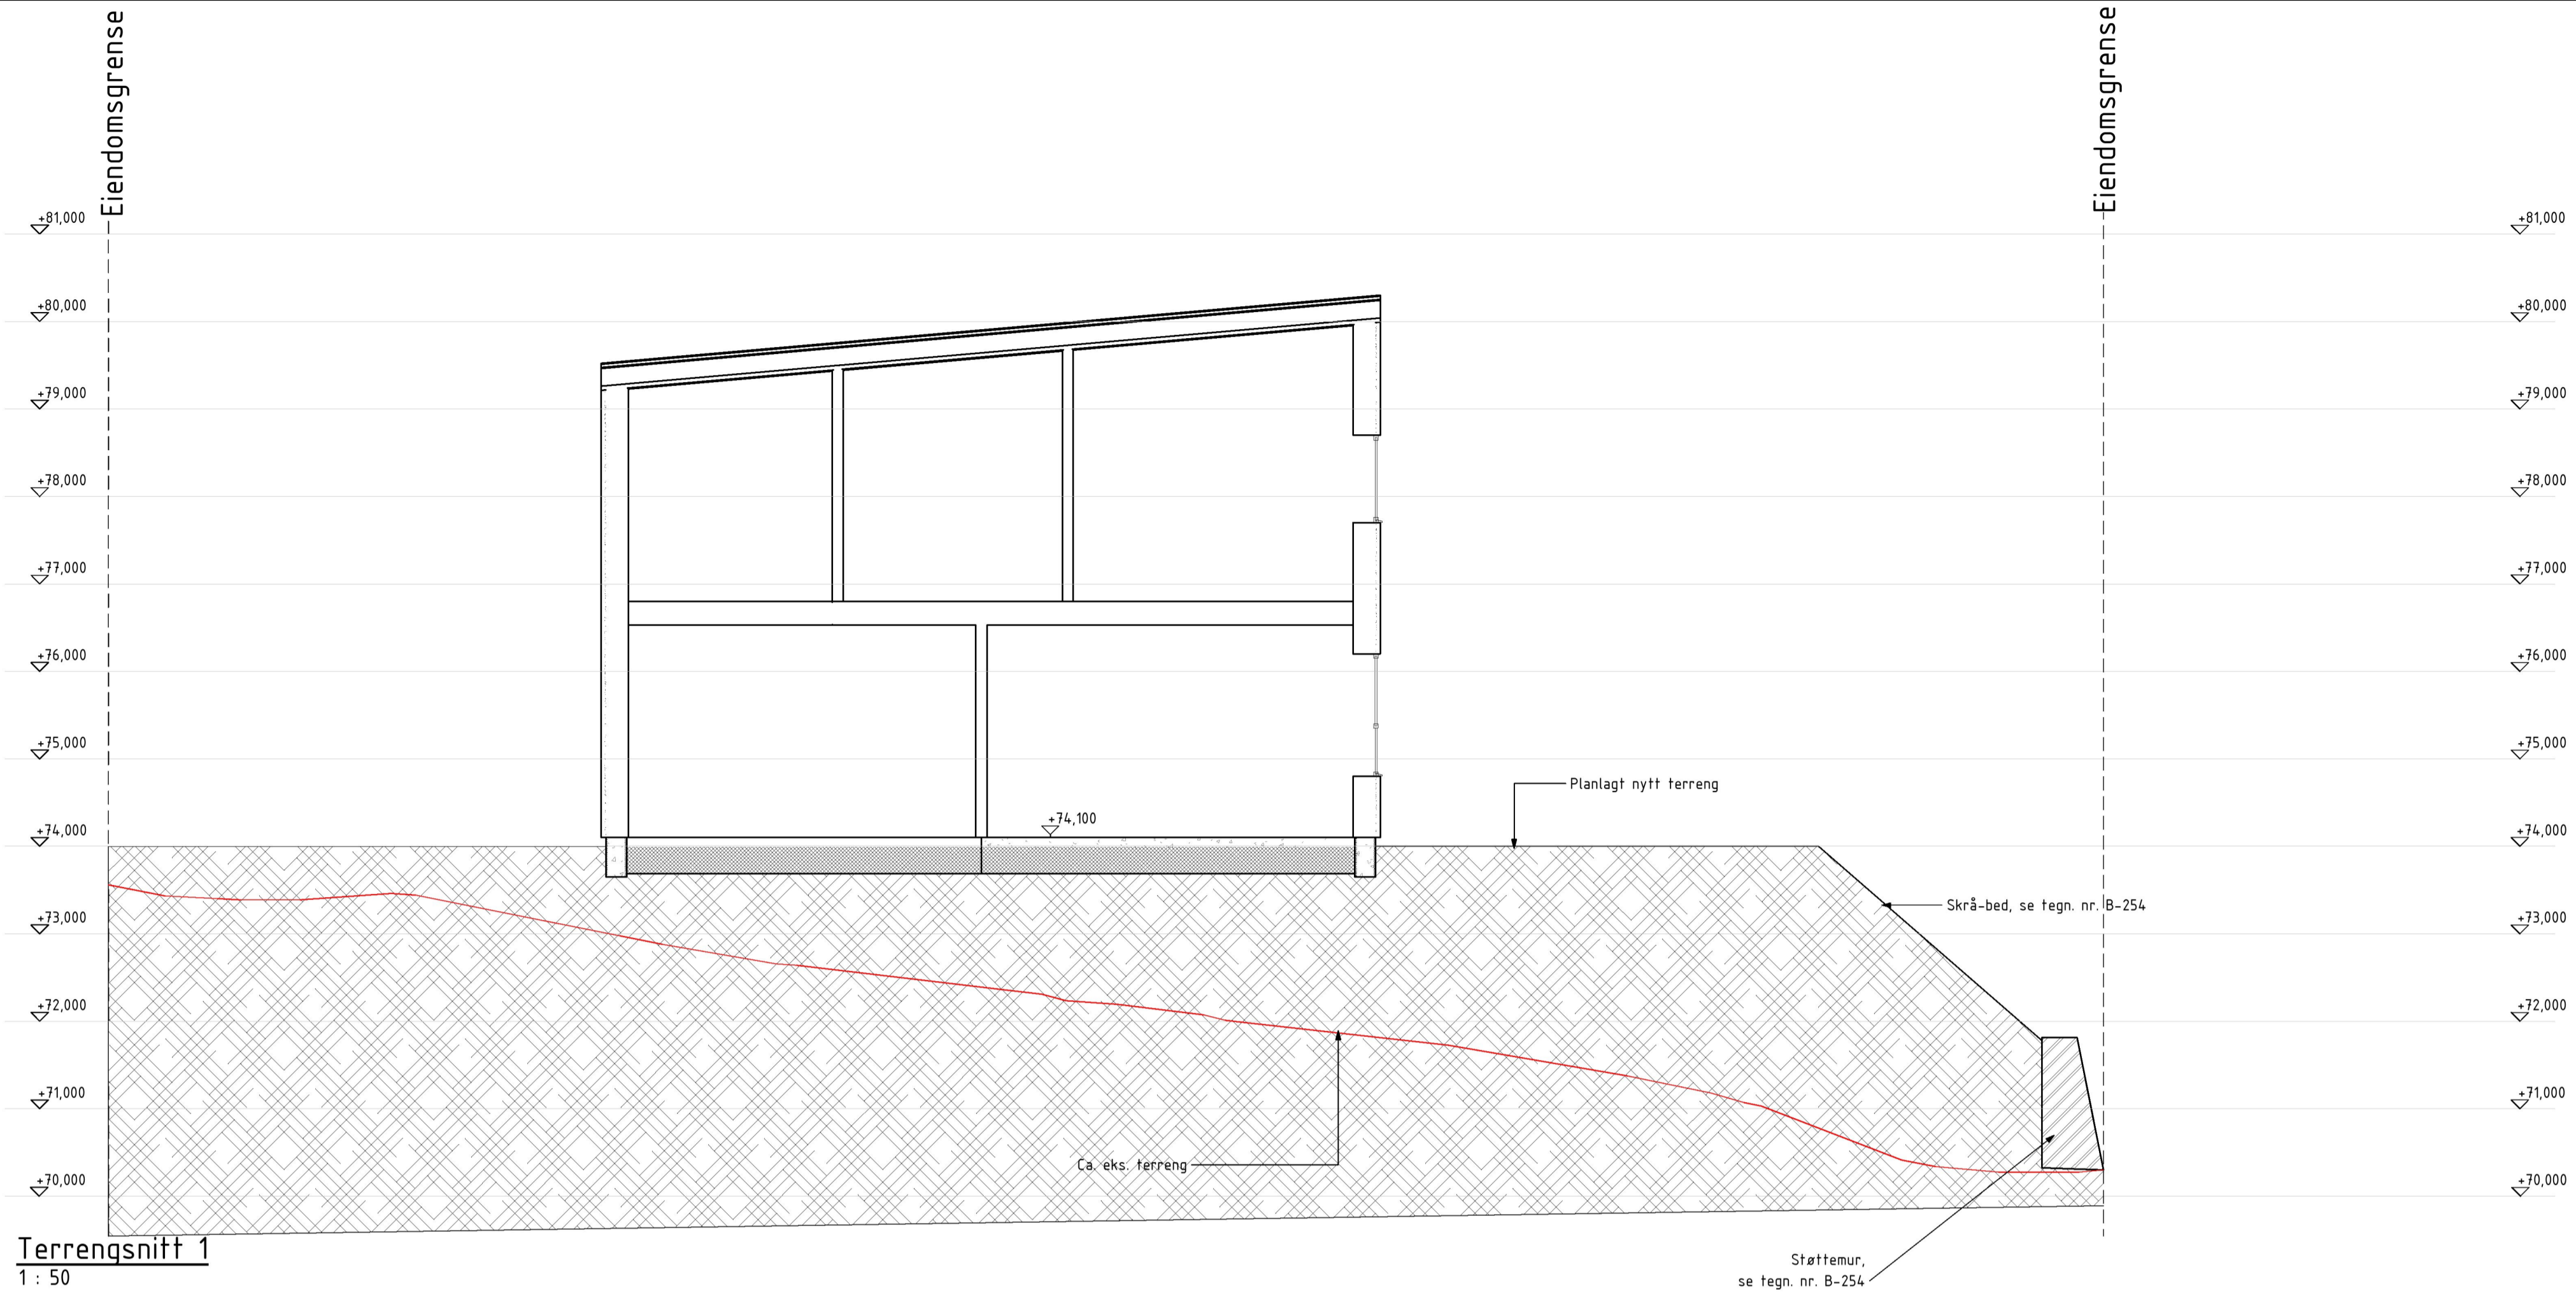 Eiendomsgrense
Eiendomsgrense
+81,000
+81,000
+80,000
+80,000
+79,000
+79,000
+78,000
+78,000
+77,000
+77,000
+76,000
+76,000
+75,000
+75,000
Planlagt nytt terreng
+74,100
+74,000
+74,000
Skrå-bed, se tegn. nr. B-254
+73,000
+73,000
+72,000
+72,000
+71,000
+71,000
Ca. eks. terreng
+70,000
+70,000
Terrengsnitt 1
1 : 50
Støttemur,
se tegn. nr. B-254